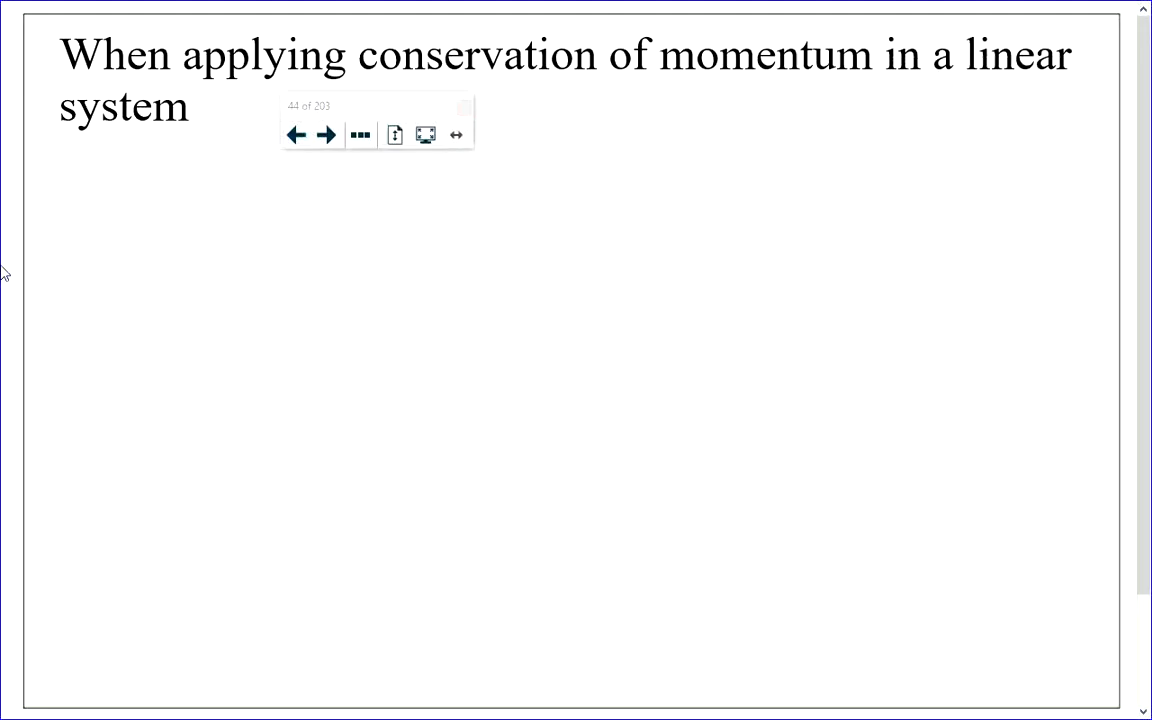 When applying conservation of momentum in a linear
system
44 of 203